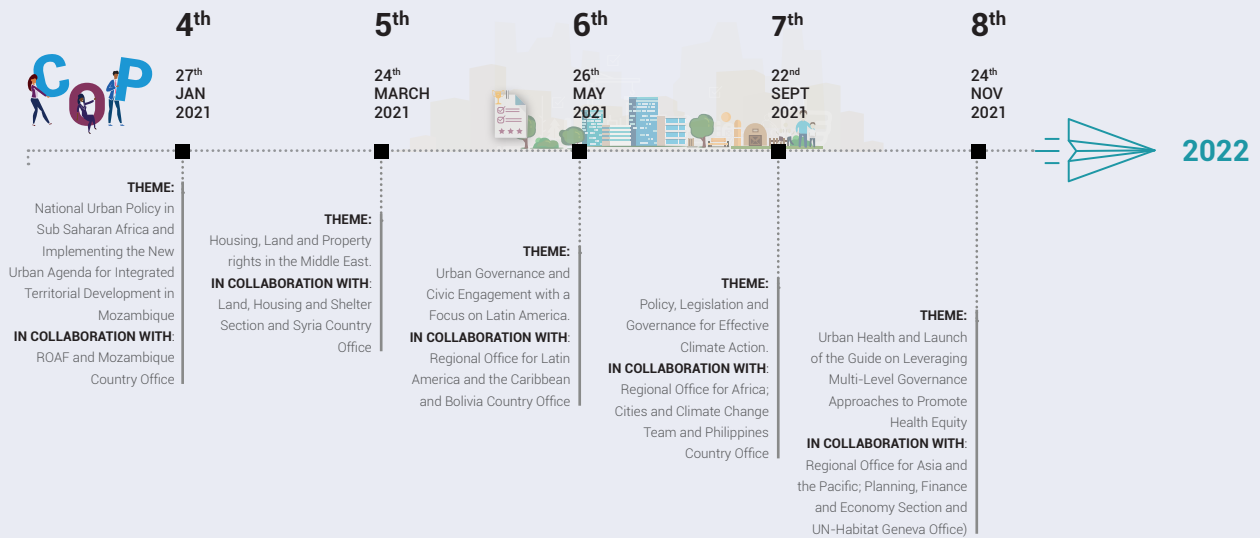 COP
4th
27th
JAN
2021
THEME:
National Urban Policy in
Sub Saharan Africa and
Implementing the New
Urban Agenda for Integrated
Territorial Development in
Mozambique
IN COLLABORATION WITH:
ROAF and Mozambique
Country Office
5th
24th
MARCH
2021
THEME:
Housing, Land and Property
rights in the Middle East.
IN COLLABORATION WITH:
Land, Housing and Shelter
Section and Syria Country
Office
6th
26th
MAY
2021
THEME:
Urban Governance and
Civic Engagement with a
Focus on Latin America.
IN COLLABORATION WITH:
Regional Office for Latin
America and the Caribbean
and Bolivia Country Office
7th
22nd
SEPT
2021
THEME:
Policy, Legislation and
Governance for Effective
Climate Action.
IN COLLABORATION WITH:
Regional Office for Africa;
Cities and Climate Change
Team and Philippines
Country Office
8th
24th
NOV
2021
THEME:
Urban Health and Launch
of the Guide on Leveraging
Multi-Level Governance
Approaches to Promote
Health Equity
IN COLLABORATION WITH:
Regional Office for Asia and
the Pacific; Planning, Finance
and Economy Section and
UN-Habitat Geneva Office)
2022